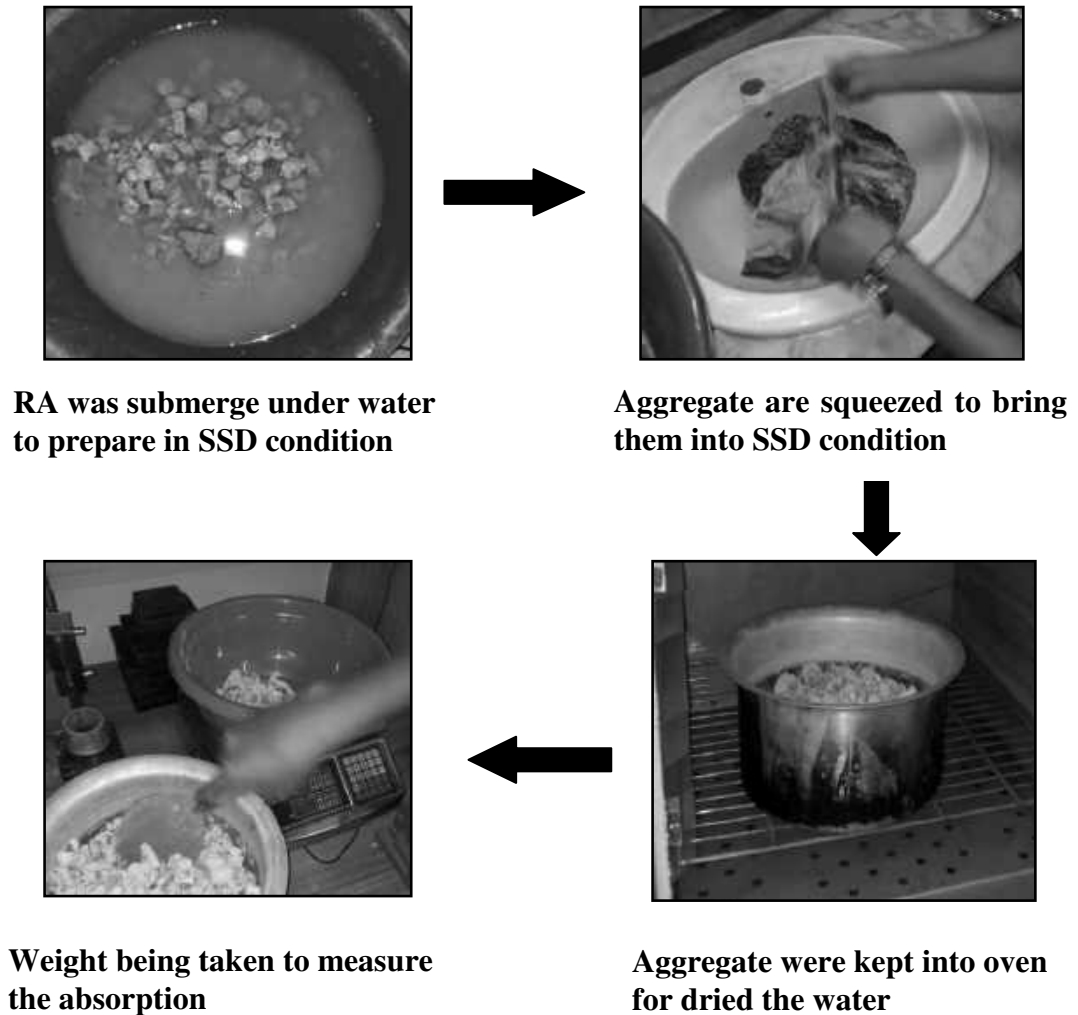 RA was submerge under water
to prepare in SSD condition
Aggregate are squeezed to bring
them into SSD condition
Aggregate were kept into oven
for dried the water
Weight being taken to measure
the absorption